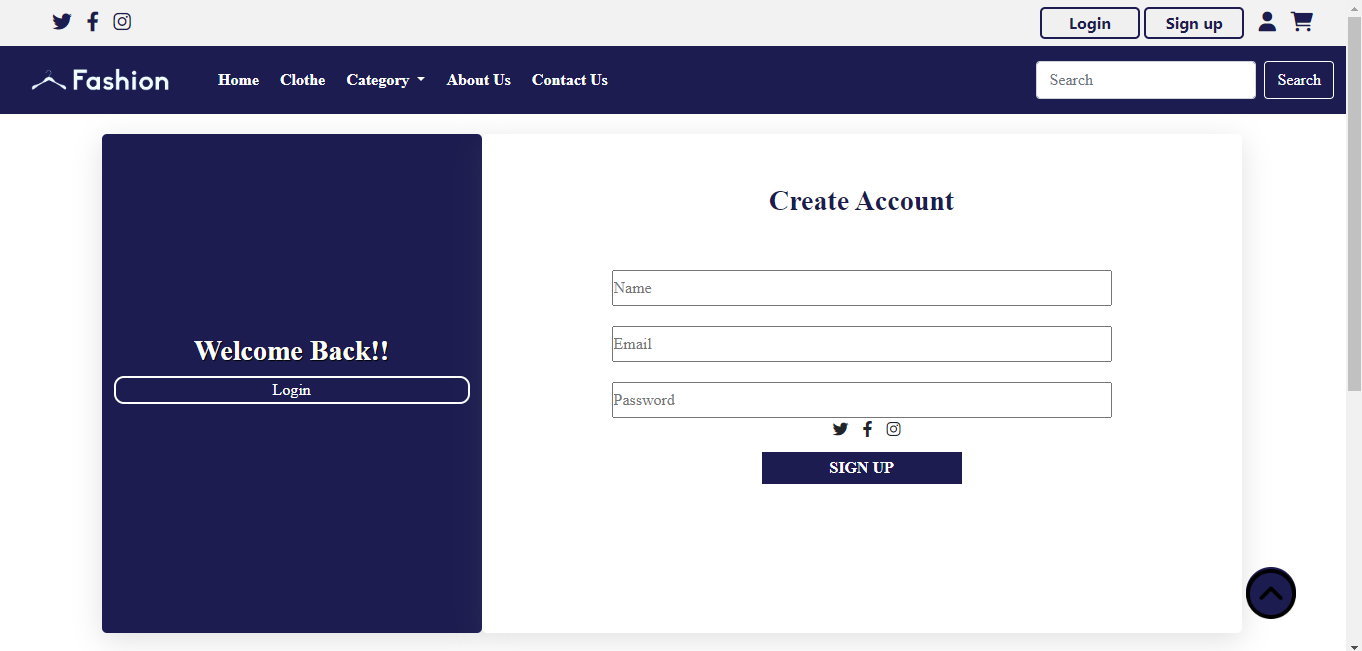 Login Sign up
Fashion Home Clothe Category About Us Contact Us Search Search
Create Account
Name
Welcome Back!!
Email
Login
Password
SIGN UP